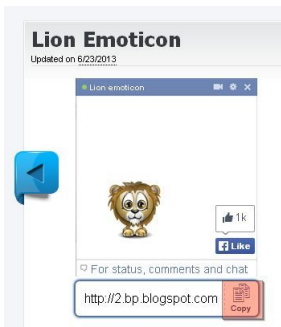 Lion Emoticon
Updated on 6/23/2013
Lion emoticon
1k
Like
For status, comments and chat
http://2.bp.blogspot.com
Copy